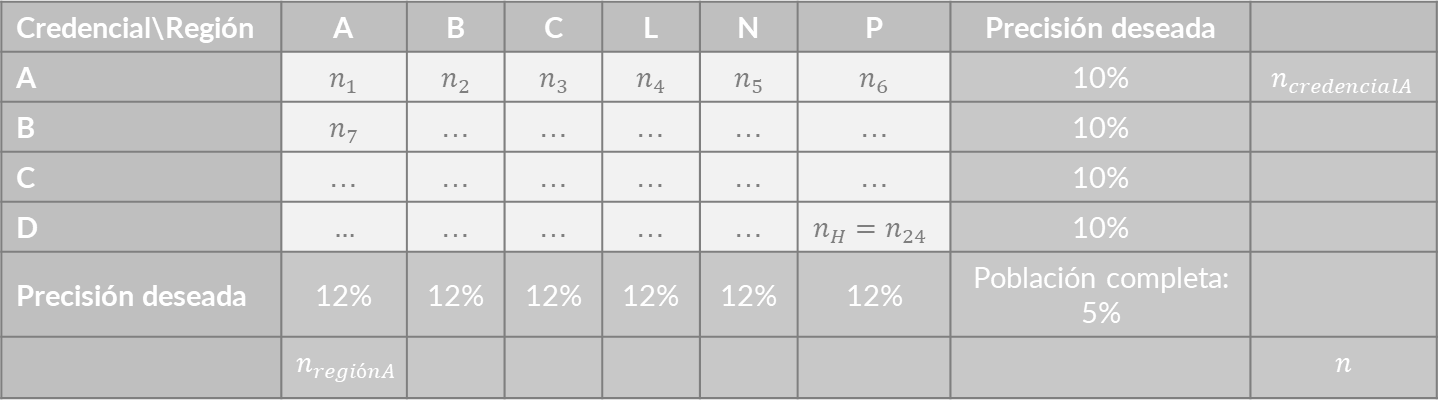 Credencial\Región A B C L N P Precisión deseada
A n₁ n₂ n₃ n₄ n₅ n₆ 10% n_credencialA
B n₇ ... ... ... ... ... 10%
C ... ... ... ... ... ... 10%
D ... ... ... ... ... n_H = n₂₄ 10%
Precisión deseada 12% 12% 12% 12% 12% 12% Población completa:
5%
n_regiónA n